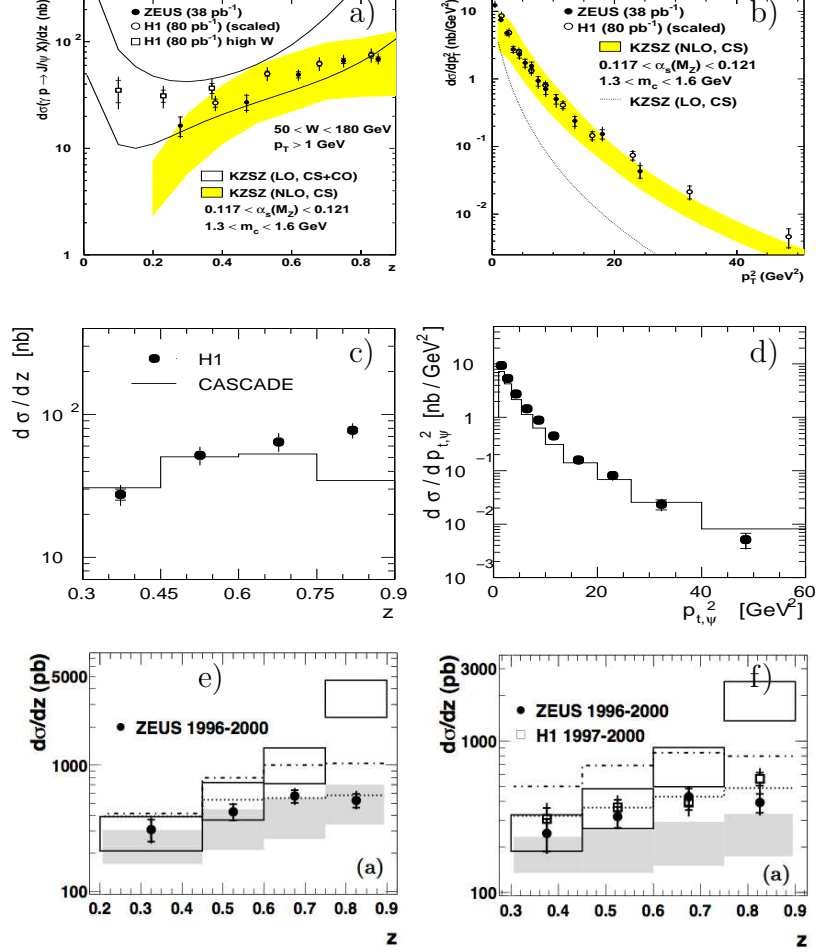 dσ(γ p → J/ψ X)/dz (nb)
a)
ZEUS (38 pb⁻¹)
H1 (80 pb⁻¹) (scaled)
H1 (80 pb⁻¹) high W
10²
10
1
50 < W < 180 GeV
p_T > 1 GeV
KZSZ (LO, CS+CO)
KZSZ (NLO, CS)
0.117 < α_s(M_Z) < 0.121
1.3 < m_c < 1.6 GeV
0 0.2 0.4 0.6 0.8
z
dσ/dp_T² (nb/GeV²)
b)
ZEUS (38 pb⁻¹)
H1 (80 pb⁻¹) (scaled)
KZSZ (NLO, CS)
0.117 < α_s(M_Z) < 0.121
1.3 < m_c < 1.6 GeV
KZSZ (LO, CS)
10
1
10⁻¹
10⁻²
0 20 40
p_T² (GeV²)
d σ / d z [nb]
c)
H1
CASCADE
10²
10
0.3 0.45 0.6 0.75 0.9
z
d σ / d p_{t,ψ}² [nb / GeV²]
d)
10
1
10⁻¹
10⁻²
10⁻³
0 20 40 60
p_{t,ψ}² [GeV²]
dσ/dz (pb)
e)
5000
ZEUS 1996-2000
1000
(a)
100
0.2 0.3 0.4 0.5 0.6 0.7 0.8 0.9
z
dσ/dz (pb)
f)
3000
ZEUS 1996-2000
H1 1997-2000
1000
(a)
100
0.3 0.4 0.5 0.6 0.7 0.8 0.9
z